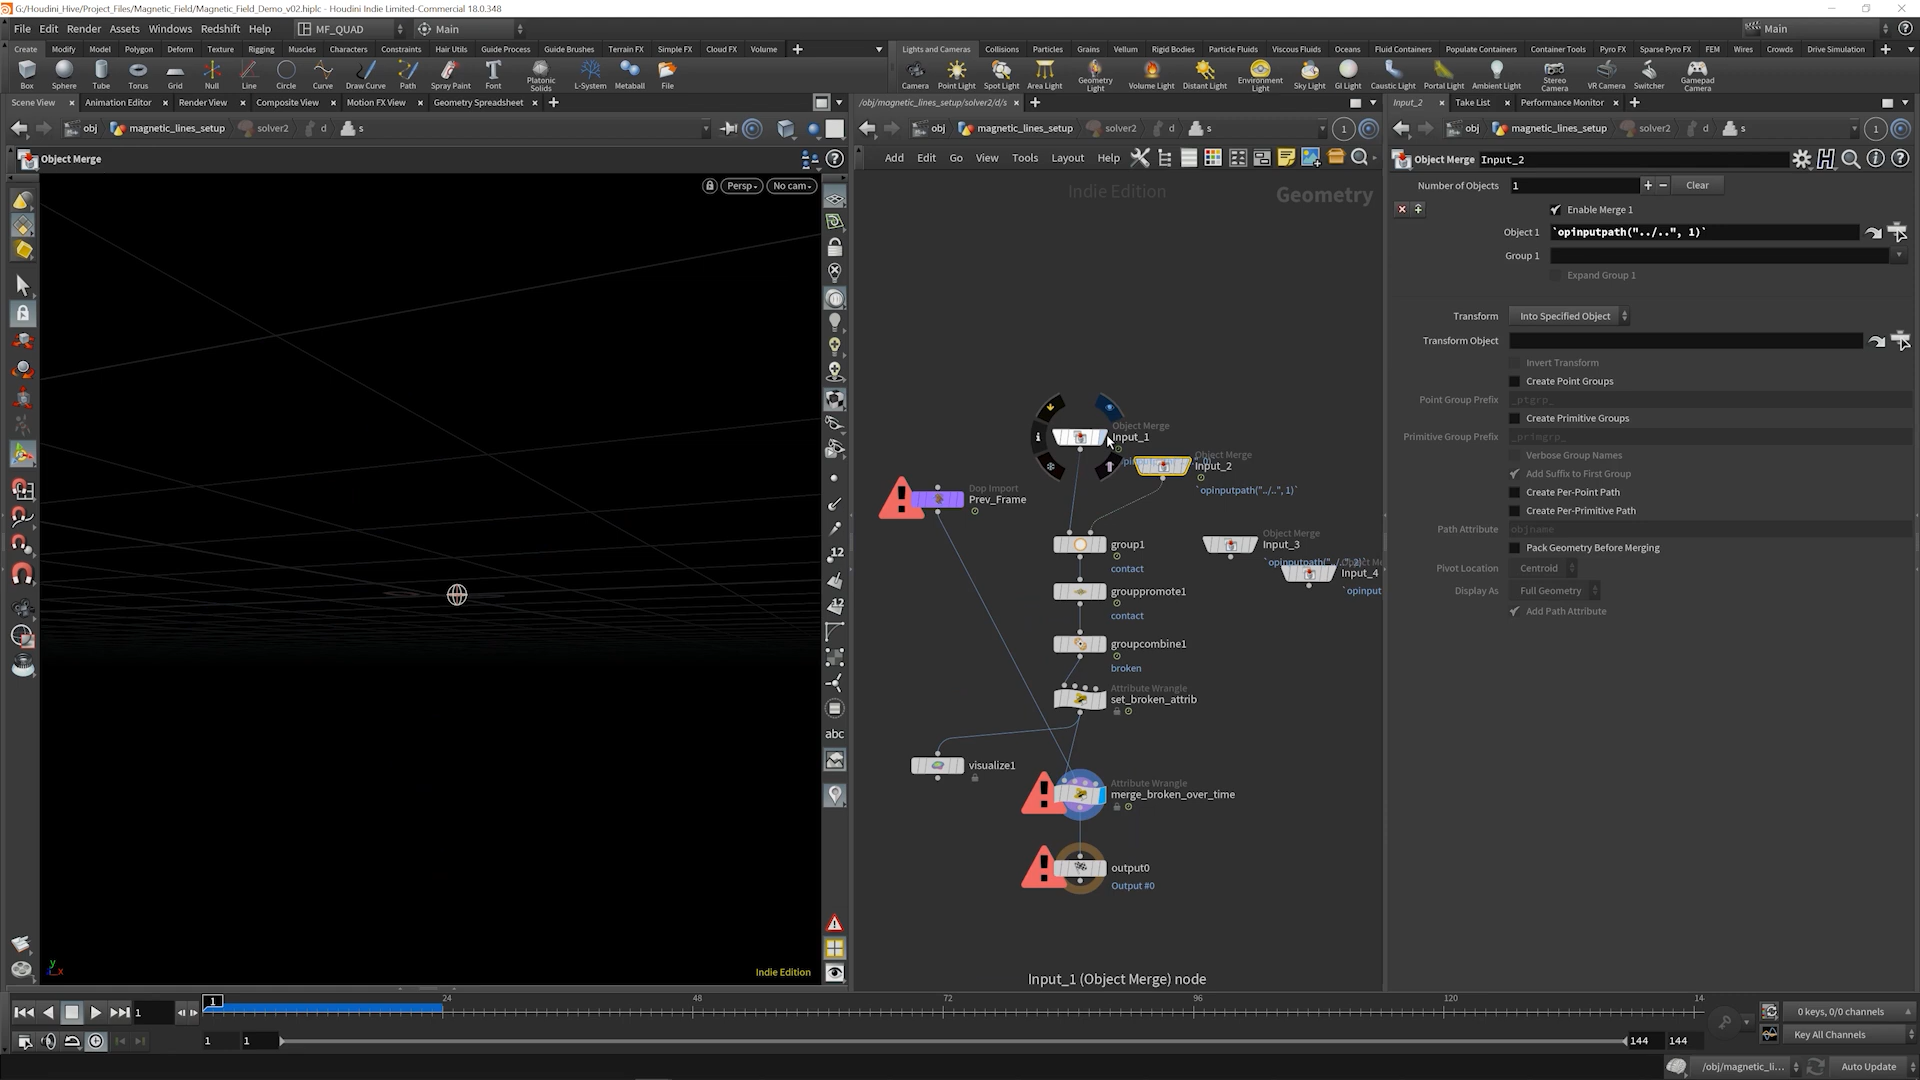 G:/Houdini_Hive/Project_Files/Magnetic_Field/Magnetic_Field_Demo_v02.hiplc - Houdini Indie Limited-Commercial 18.0.348
File Edit Render Assets Windows Redshift Help MF_QUAD Main Main
Create Modify Model Polygon Deform Texture Rigging Muscles Characters Constraints Hair Utils Guide Process Guide Brushes Terrain FX Simple FX Cloud FX Volume
Lights and Cameras Collisions Particles Grains Vellum Rigid Bodies Particle Fluids Viscous Fluids Oceans Fluid Containers Populate Containers Container Tools Pyro FX Sparse Pyro FX FEM Wires Crowds Drive Simulation
Box Sphere Tube Torus Grid Null Line Circle Curve Draw Curve Path Spray Paint Font Platonic Solids L-System Metaball File
Camera Point Light Spot Light Area Light Geometry Light Volume Light Distant Light Environment Light Sky Light GI Light Caustic Light Portal Light Ambient Light Stereo Camera VR Camera Switcher Gamepad Camera
Scene View Animation Editor Render View Composite View Motion FX View Geometry Spreadsheet
/obj/magnetic_lines_setup/solver2/d/s
Input_2 Take List Performance Monitor
obj magnetic_lines_setup solver2 d s
obj magnetic_lines_setup solver2 d s 1
obj magnetic_lines_setup solver2 d s 1
Object Merge
Add Edit Go View Tools Layout Help
Object Merge Input_2
Persp No cam
Indie Edition
Geometry
Number of Objects 1 Clear
Enable Merge 1
Object 1 `opinputpath("../..", 1)`
Group 1
Expand Group 1
Transform Into Specified Object
Transform Object
Invert Transform
Create Point Groups
Point Group Prefix _ptgrp_
Create Primitive Groups
Primitive Group Prefix _primgrp_
Verbose Group Names
Add Suffix to First Group
Create Per-Point Path
Create Per-Primitive Path
Path Attribute objname
Pack Geometry Before Merging
Pivot Location Centroid
Display As Full Geometry
Add Path Attribute
Object Merge
Input_1
Object Merge
Input_2
`opinputpath("../..", 1)`
Dop Import
Prev_Frame
Object Merge
Input_3
Input_4
`opinput
group1
contact
grouppromote1
contact
groupcombine1
broken
Attribute Wrangle
set_broken_attrib
visualize1
Attribute Wrangle
merge_broken_over_time
output0
Output #0
Input_1 (Object Merge) node
12
12
abc
y
x
Indie Edition
1
1 24 48 72 96 120 14
0 keys, 0/0 channels
1 1 144 144
Key All Channels
/obj/magnetic_li... Auto Update